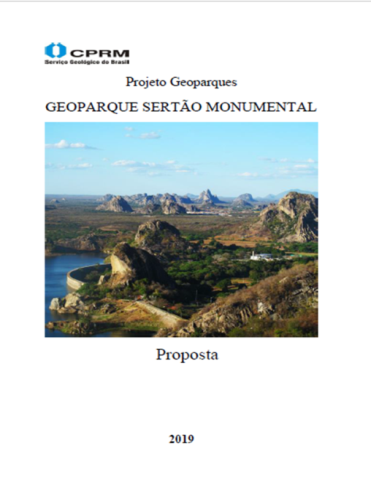 CPRM
Serviço Geológico do Brasil
Projeto Geoparques
GEOPARQUE SERTÃO MONUMENTAL
Proposta
2019